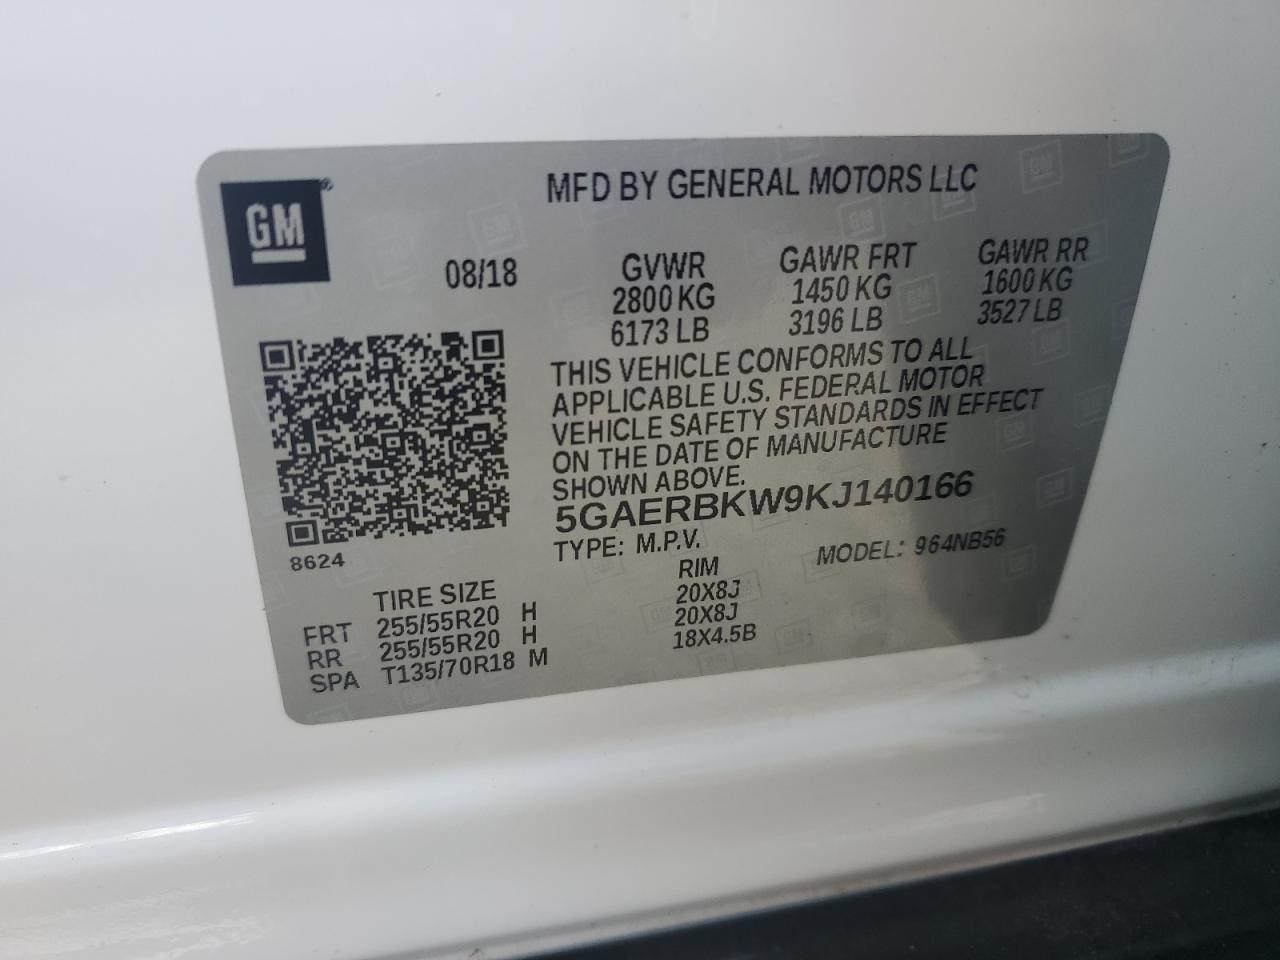 GM
MFD BY GENERAL MOTORS LLC
08/18
GVWR
2800 KG
6173 LB
GAWR FRT
1450 KG
3196 LB
GAWR RR
1600 KG
3527 LB
THIS VEHICLE CONFORMS TO ALL
APPLICABLE U.S. FEDERAL MOTOR
VEHICLE SAFETY STANDARDS IN EFFECT
ON THE DATE OF MANUFACTURE
SHOWN ABOVE.
5GAERBKW9KJ140166
TYPE: M.P.V.
MODEL: 964NB56
8624
TIRE SIZE RIM
FRT 255/55R20 H 20X8J
RR 255/55R20 H 20X8J
SPA T135/70R18 M 18X4.5B